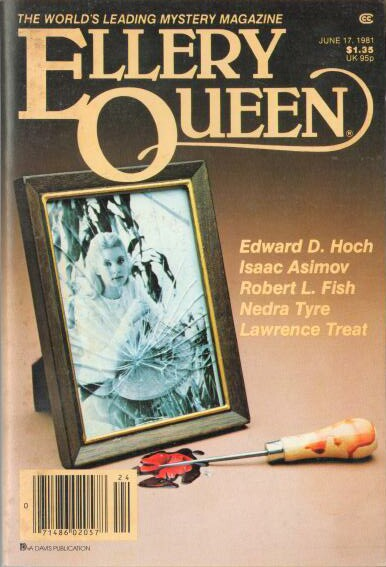 THE WORLD'S LEADING MYSTERY MAGAZINE
JUNE 17, 1981
$1.35
UK-95p
ELLERY
QUEEN®
Edward D. Hoch
Isaac Asimov
Robert L. Fish
Nedra Tyre
Lawrence Treat
24
0
71486 02057
A DAVIS PUBLICATION